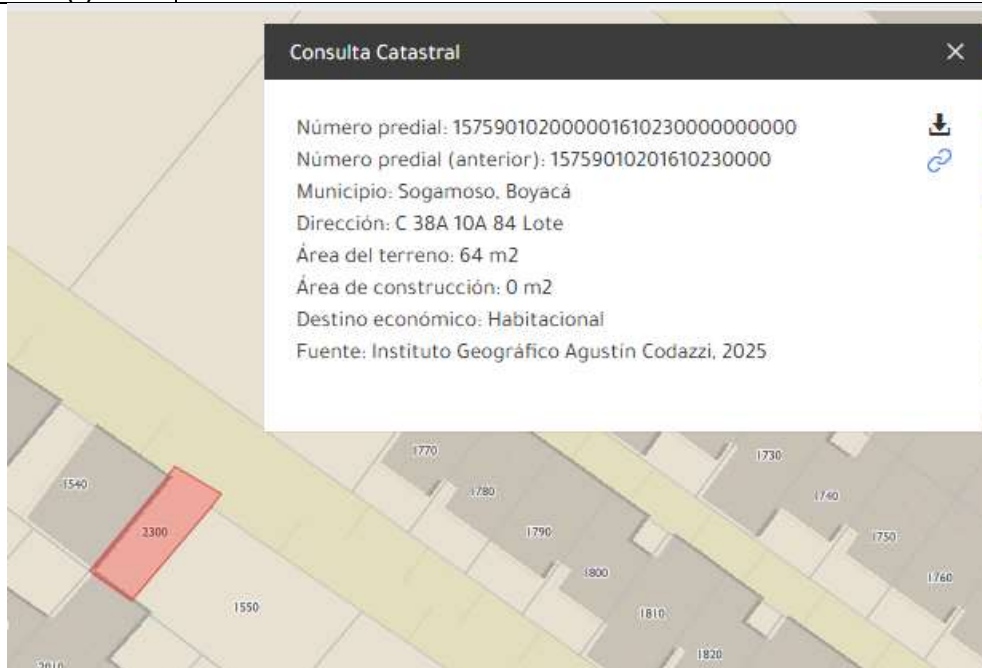 Consulta Catastral
Número predial: 157590102000001610230000000000
Número predial (anterior): 15759010201610230000
Municipio: Sogamoso, Boyacá
Dirección: C 38A 10A 84 Lote
Área del terreno: 64 m2
Área de construcción: 0 m2
Destino económico: Habitacional
Fuente: Instituto Geográfico Agustín Codazzi, 2025
1770
1730
1540
1780
1740
2300
1790
1750
1800
1760
1550
1810
1820
2010